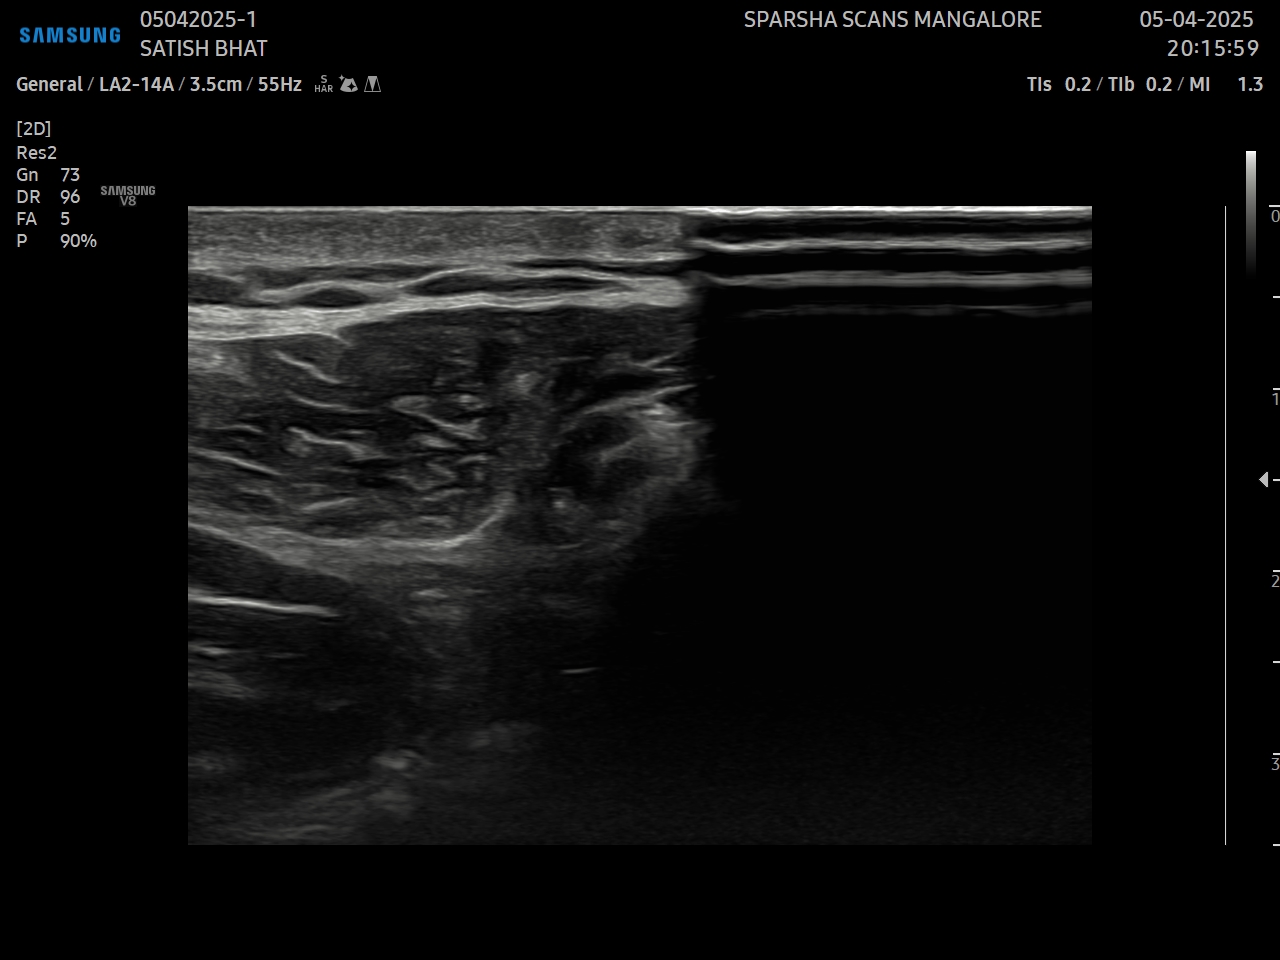 SAMSUNG
05042025-1
SATISH BHAT
SPARSHA SCANS MANGALORE
05-04-2025
20:15:59
General / LA2-14A / 3.5cm / 55Hz
S
HAR
TIs 0.2 / TIb 0.2 / MI 1.3
[2D]
Res2
Gn 73
DR 96
FA 5
P 90%
SAMSUNG
V8
0
1
2
3